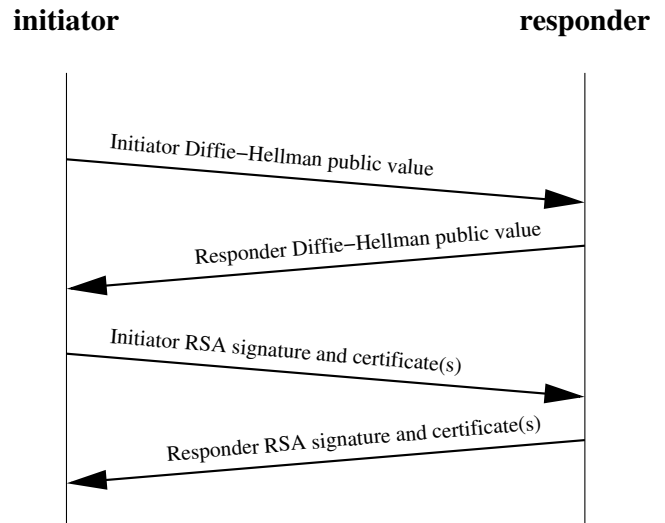 initiator
responder
Initiator Diffie−Hellman public value
Responder Diffie−Hellman public value
Initiator RSA signature and certificate(s)
Responder RSA signature and certificate(s)